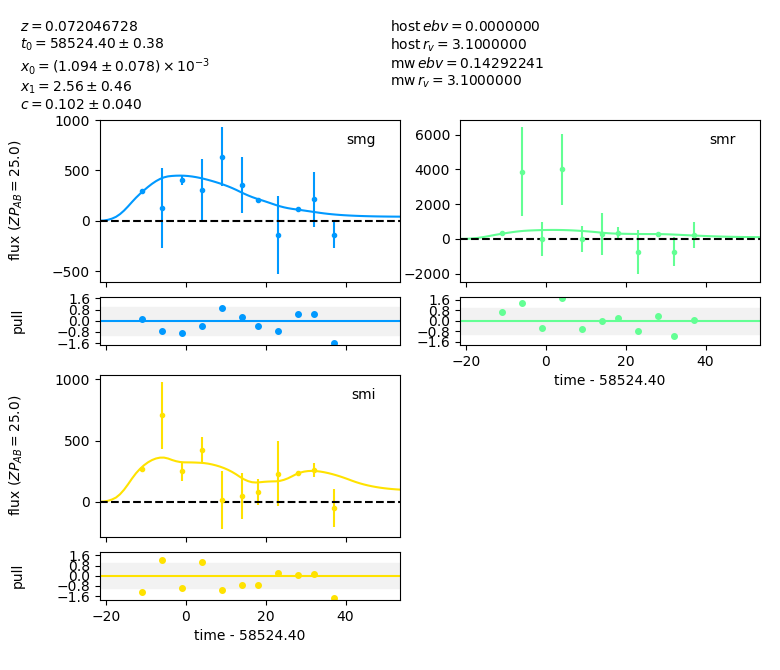 z = 0.072046728
t₀ = 58524.40 ± 0.38
x₀ = (1.094 ± 0.078) × 10⁻³
x₁ = 2.56 ± 0.46
c = 0.102 ± 0.040
host ebv = 0.0000000
host r_v = 3.1000000
mw ebv = 0.14292241
mw r_v = 3.1000000
1000
500
0
−500
flux (ZP_AB = 25.0)
smg
6000
4000
2000
0
−2000
smr
1.6
0.8
0.0
−0.8
−1.6
pull
1.6
0.8
0.0
−0.8
−1.6
−20
0
20
40
time - 58524.40
1000
500
0
flux (ZP_AB = 25.0)
smi
1.6
0.8
0.0
−0.8
−1.6
pull
−20
0
20
40
time - 58524.40